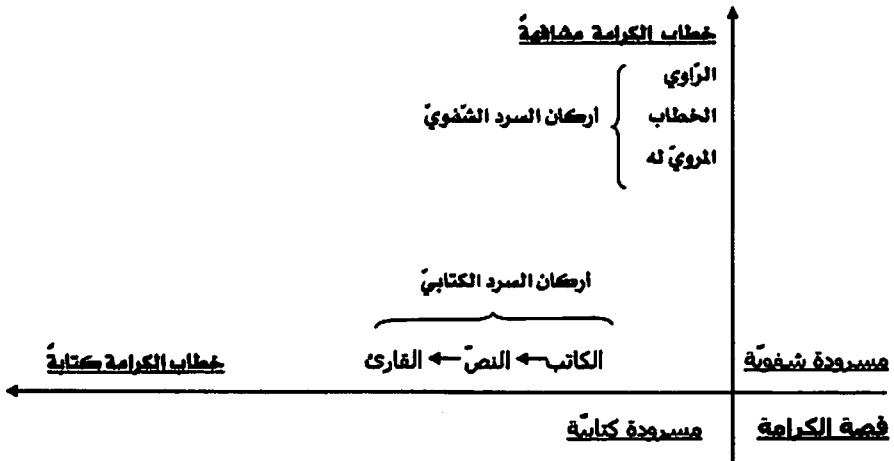 خطاب الكرامة مشافهةً
الرّاوي
أركان السرد الشّفويّ
الخطاب
المرويّ له
أركان السرد الكتابيّ
خطاب الكرامة كتابةً
الكاتب ← النصّ ← القارئ
مسرودة شفويّة
مسرودة كتابيّة
قصة الكرامة